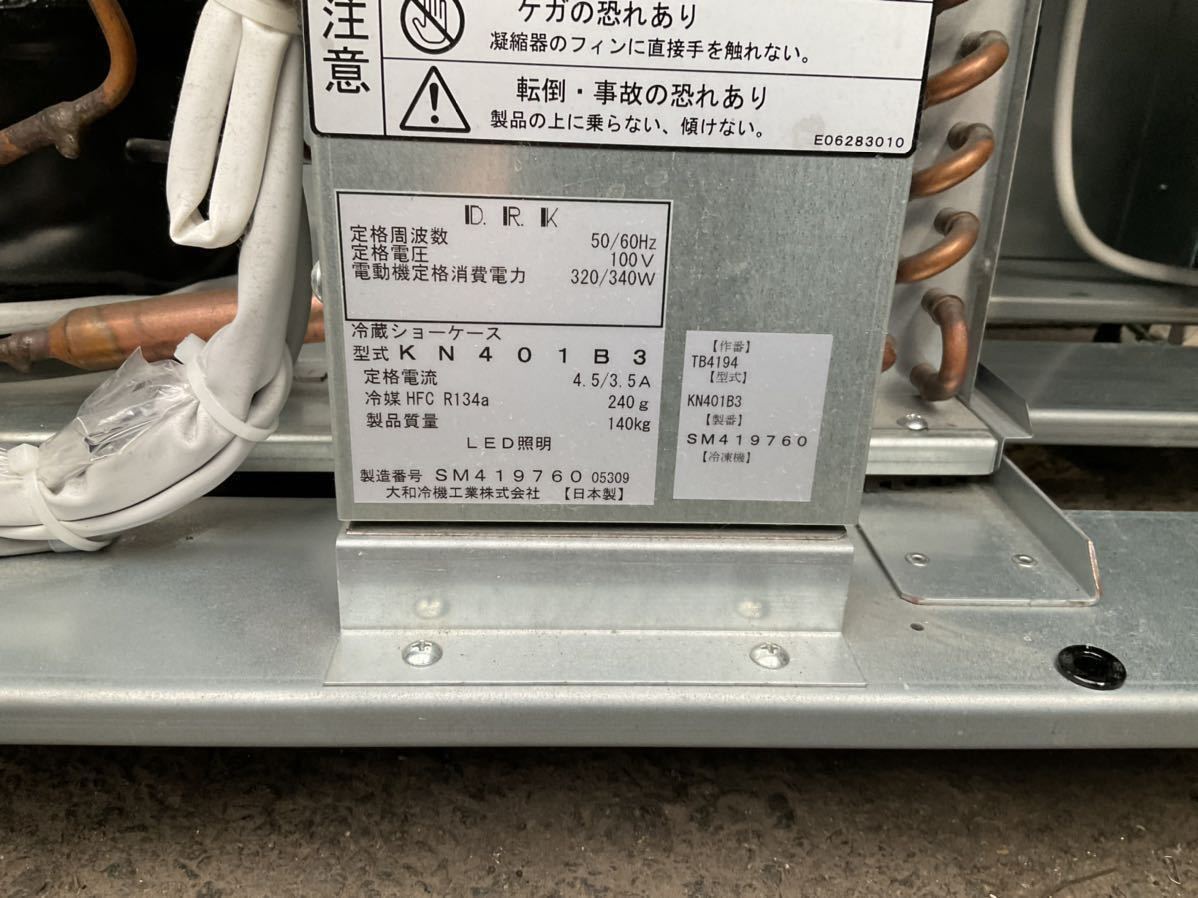 注意
ケガの恐れあり
凝縮器のフィンに直接手を触れない。
転倒・事故の恐れあり
製品の上に乗らない、傾けない。
E06283010
D.R.K
定格周波数 50/60Hz
定格電圧 100V
電動機定格消費電力 320/340W
冷蔵ショーケース
型式 KN401B3
定格電流 4.5/3.5A
冷媒 HFC R134a 240g
製品質量 140kg
LED照明
製造番号 SM419760 05309
大和冷機工業株式会社 【日本製】
【作番】
TB4194
【型式】
KN401B3
【製番】
SM419760
【冷凍機】